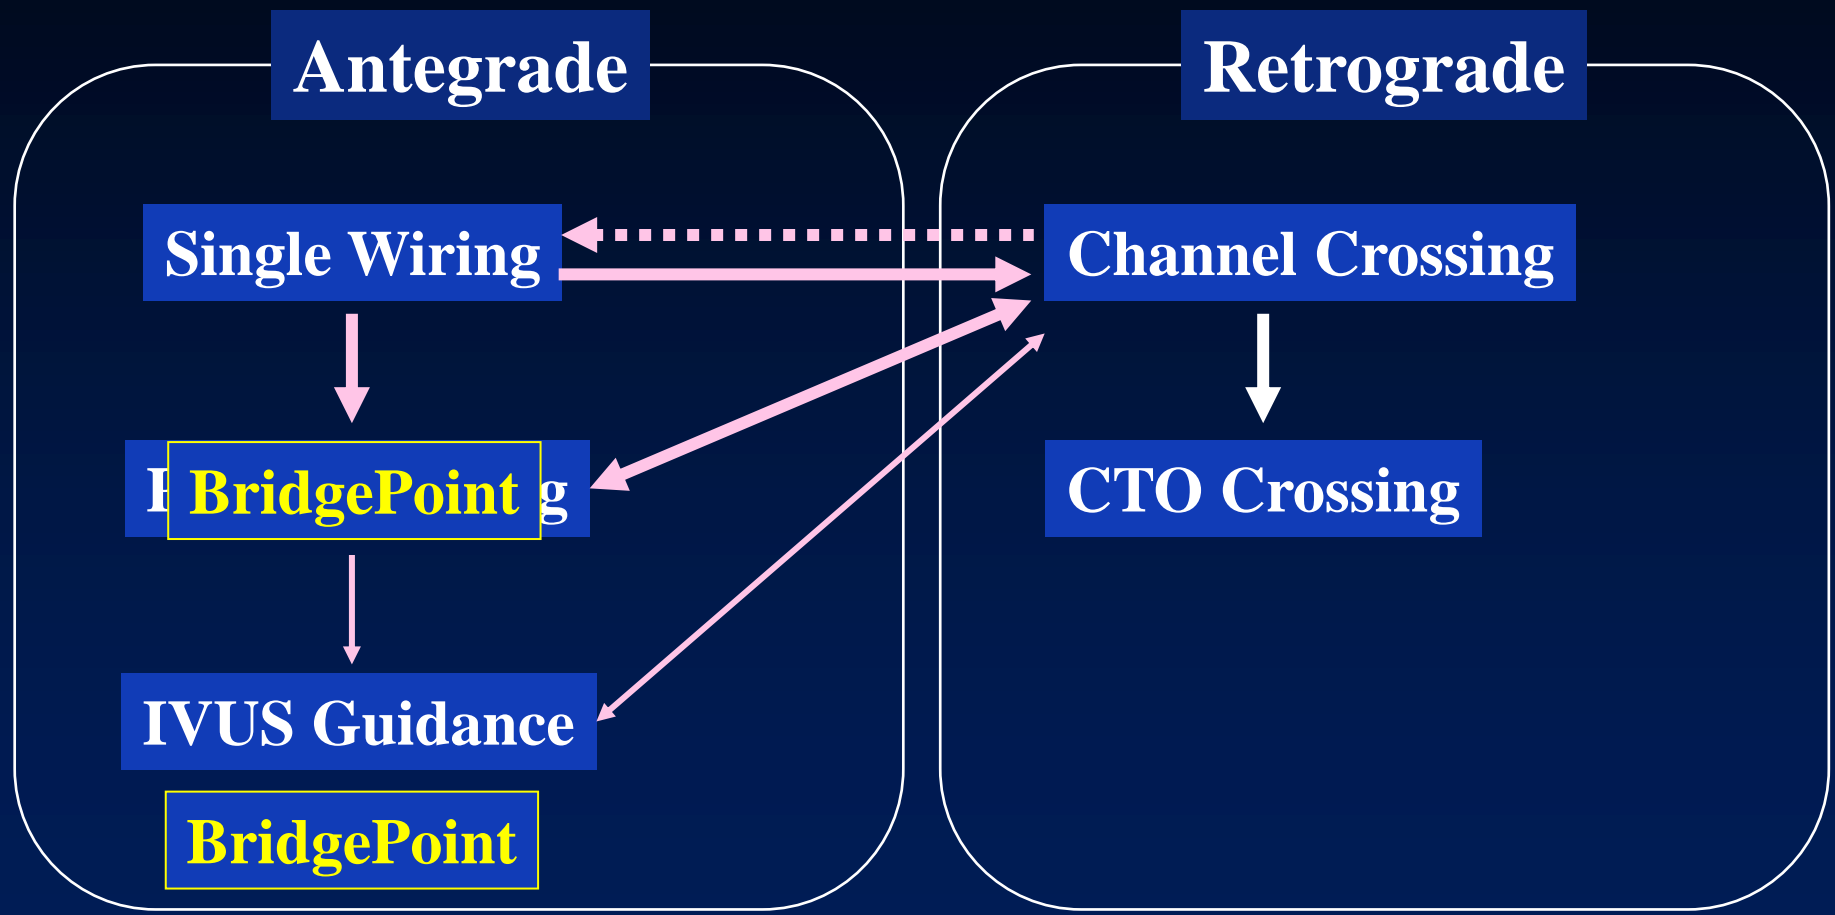 Antegrade
Retrograde
Single Wiring
Channel Crossing
BridgePoint
CTO Crossing
IVUS Guidance
BridgePoint